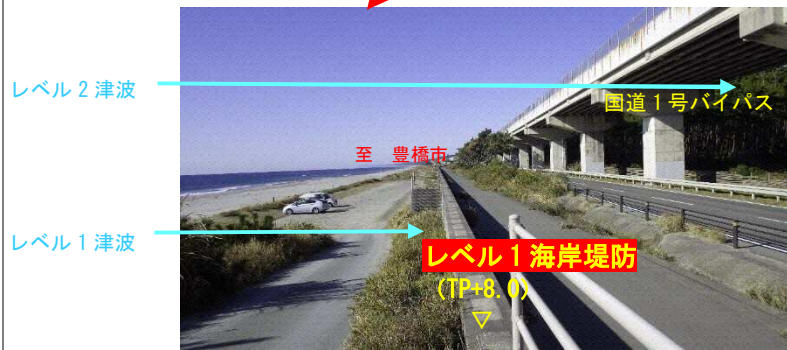 レベル２津波
国道１号バイパス
至　豊橋市
レベル１津波
レベル１海岸堤防
（TP+8.0）
▽